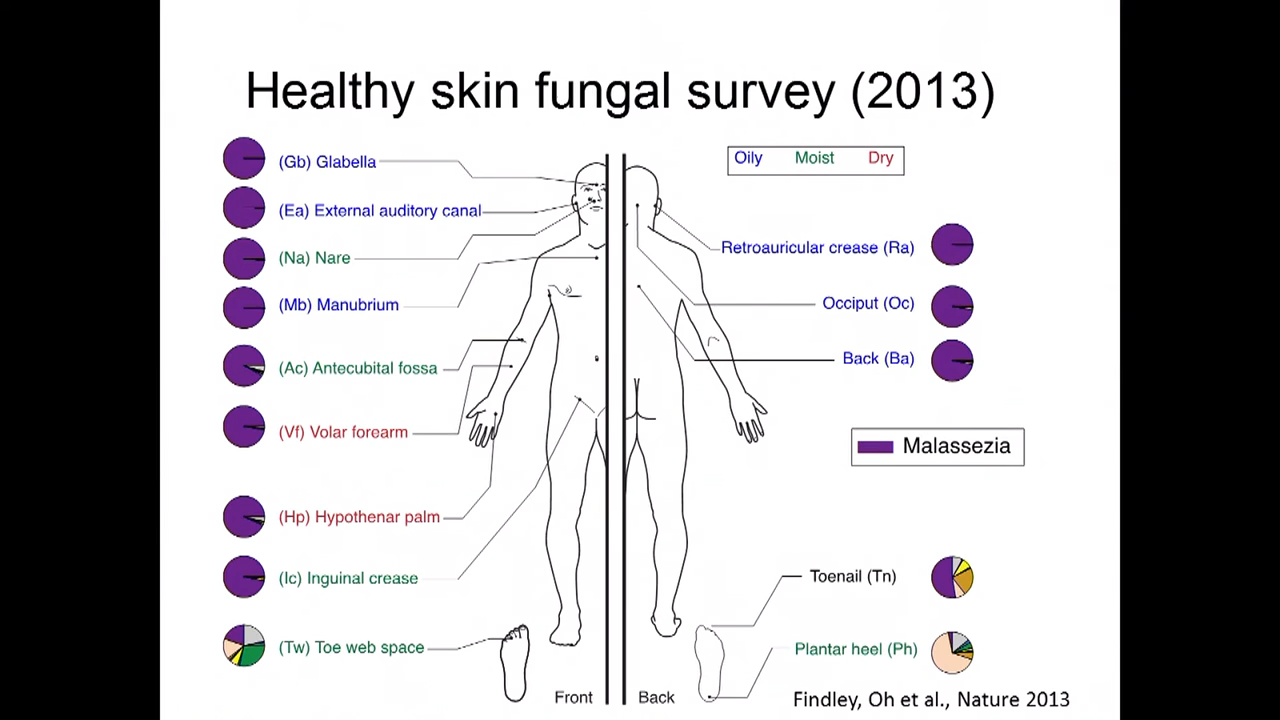 Healthy skin fungal survey (2013)
(Gb) Glabella
(Ea) External auditory canal
(Na) Nare
(Mb) Manubrium
(Ac) Antecubital fossa
(Vf) Volar forearm
(Hp) Hypothenar palm
(Ic) Inguinal crease
(Tw) Toe web space
Oily Moist Dry
Retroauricular crease (Ra)
Occiput (Oc)
Back (Ba)
Malassezia
Toenail (Tn)
Plantar heel (Ph)
Front
Back
Findley, Oh et al., Nature 2013